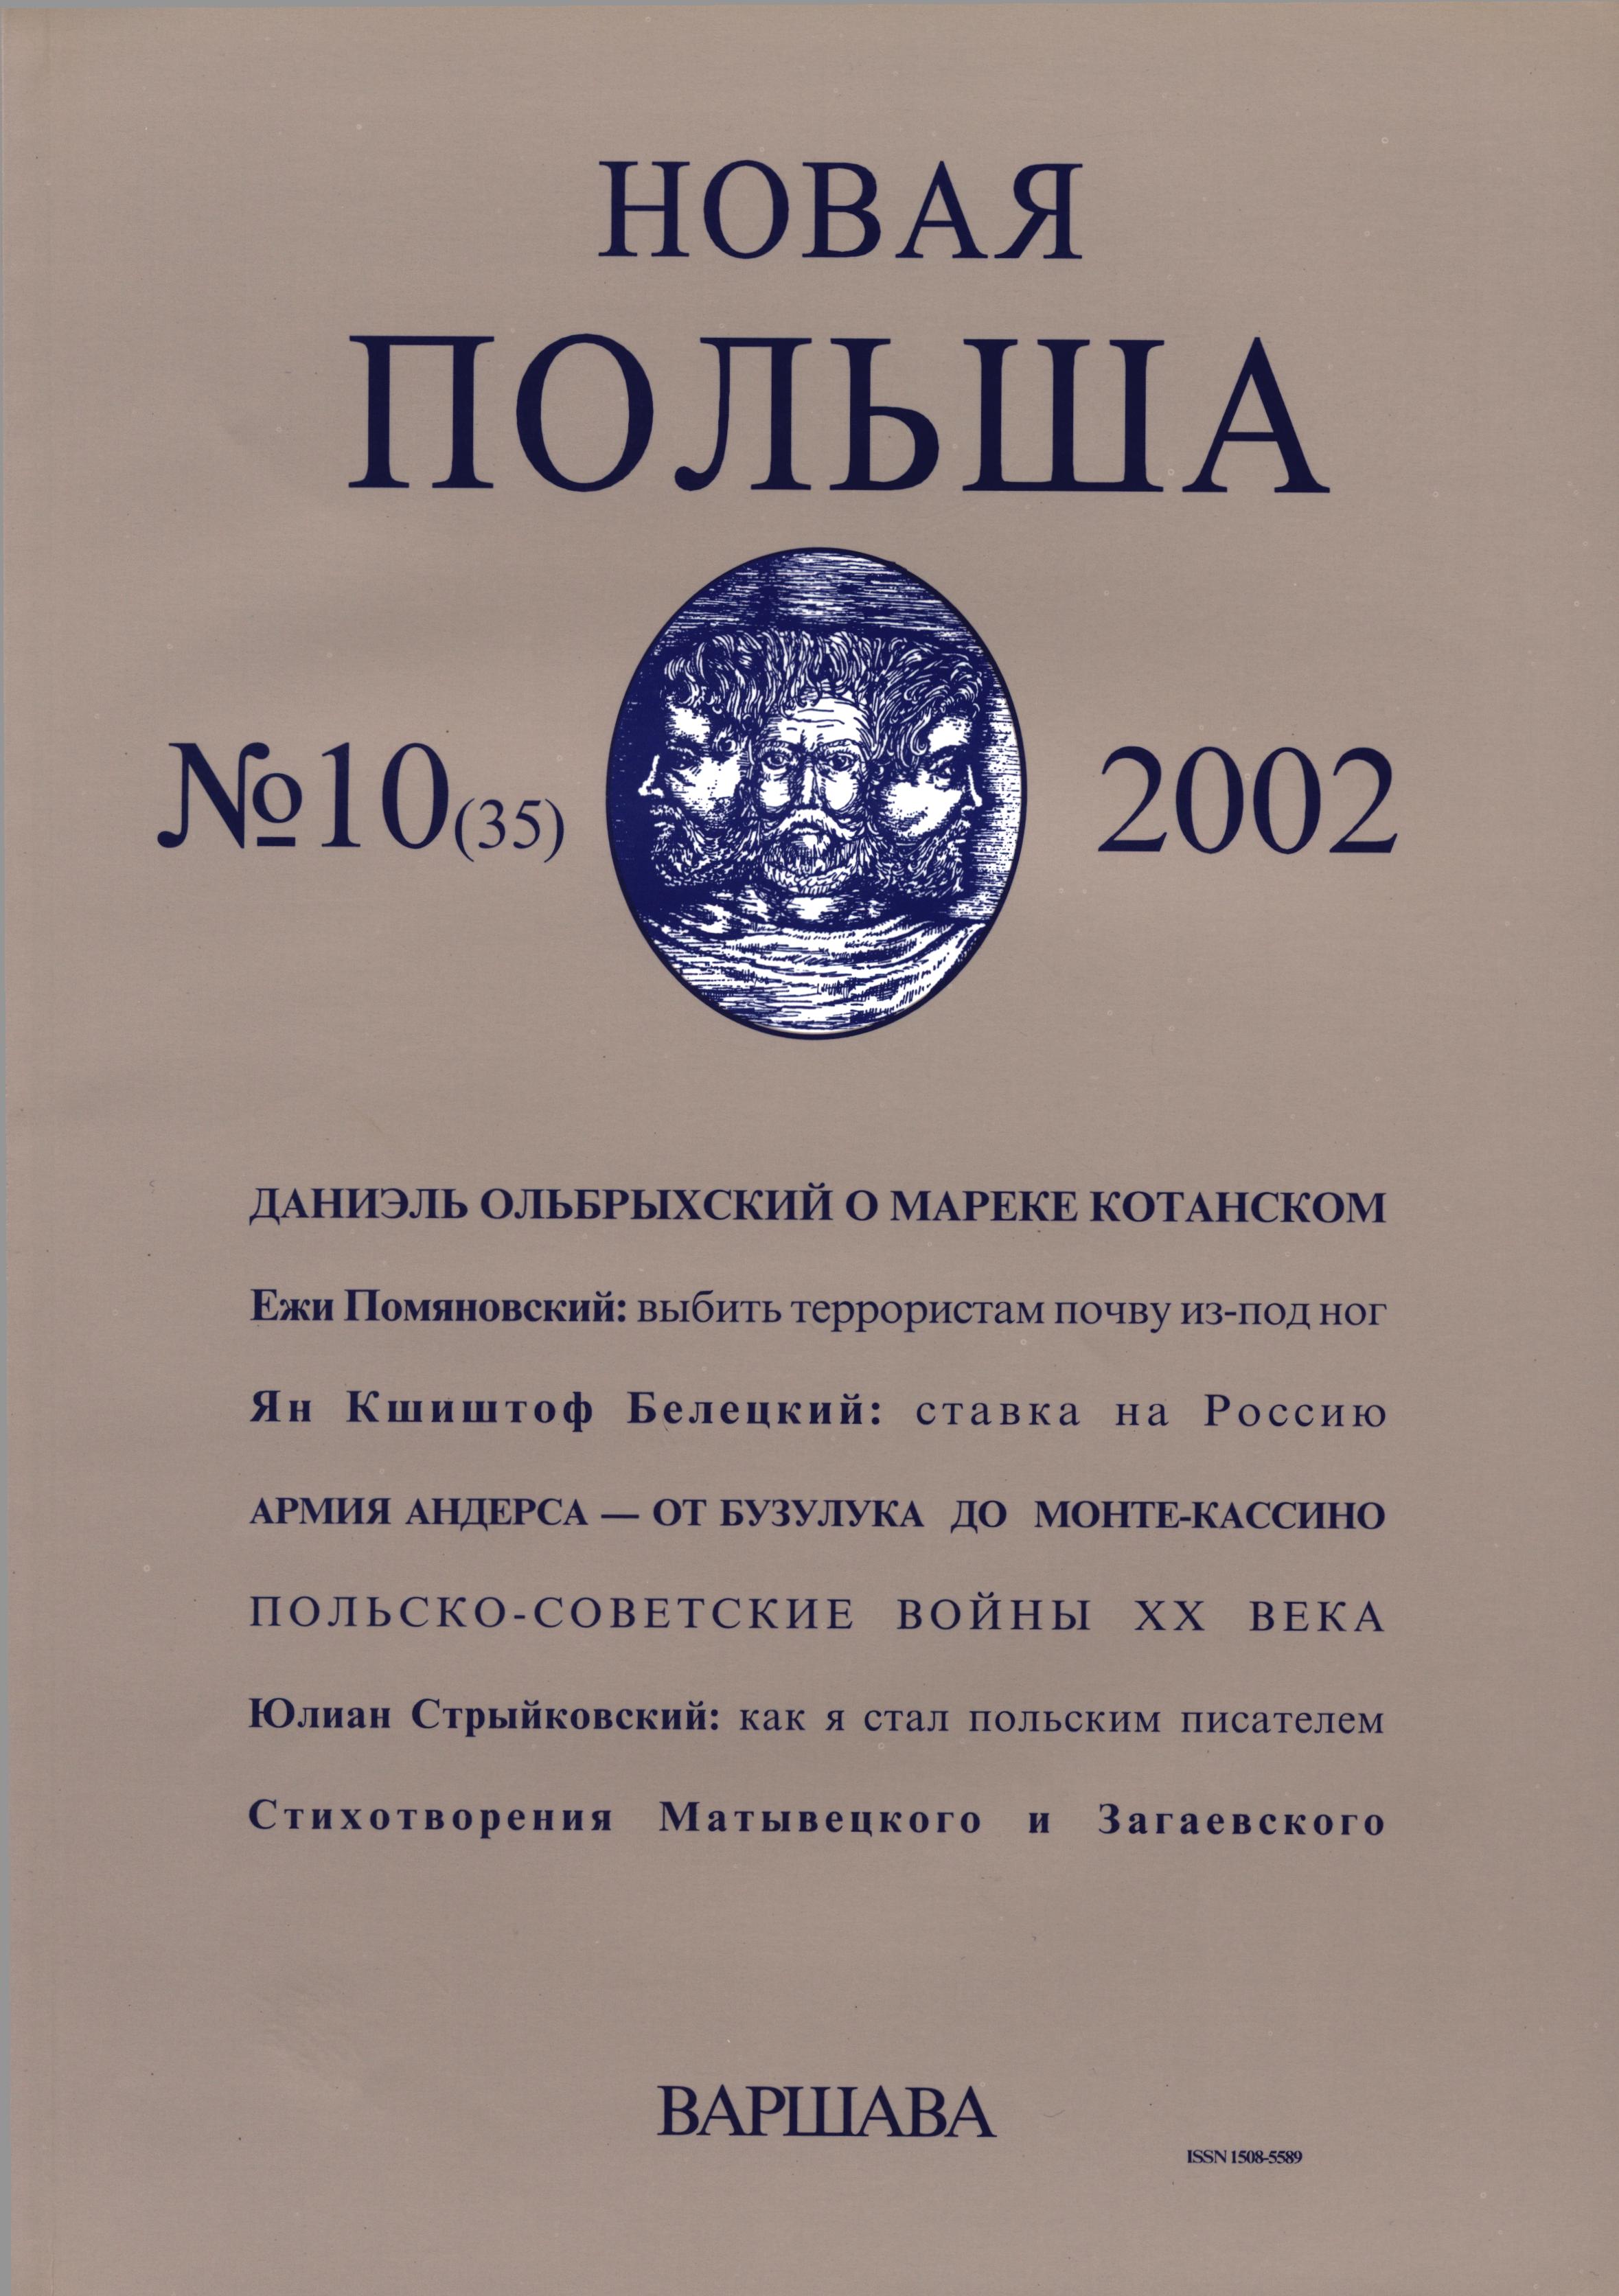 НОВАЯ
ПОЛЬША
№10(35) 2002
ДАНИЭЛЬ ОЛЬБРЫХСКИЙ О МАРЕКЕ КОТАНСКОМ
Ежи Помяновский: выбить террористам почву из-под ног
Ян Кшиштоф Белецкий: ставка на Россию
АРМИЯ АНДЕРСА — ОТ БУЗУЛУКА ДО МОНТЕ-КАССИНО
ПОЛЬСКО-СОВЕТСКИЕ ВОЙНЫ XX ВЕКА
Юлиан Стрыйковский: как я стал польским писателем
Стихотворения Матывецкого и Загаевского
ВАРШАВА
ISSN 1508-5589